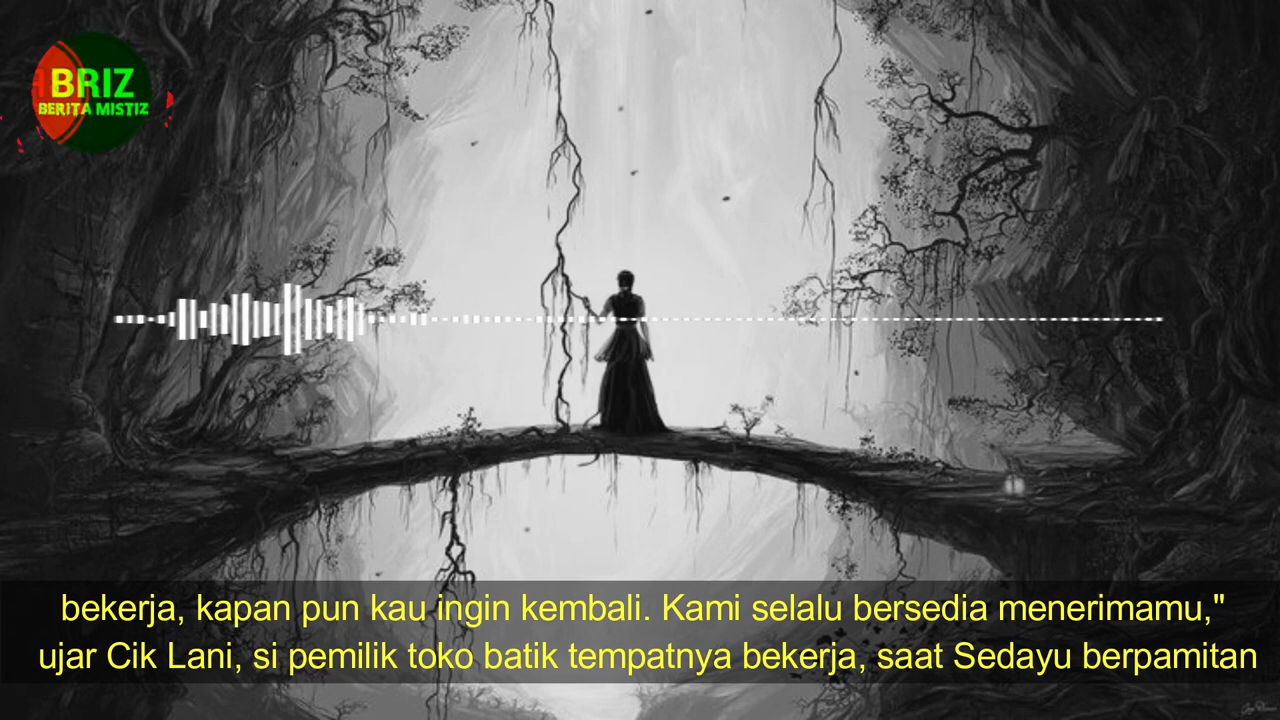 BRIZ
BERITA MISTIZ
bekerja, kapan pun kau ingin kembali. Kami selalu bersedia menerimamu,"
ujar Cik Lani, si pemilik toko batik tempatnya bekerja, saat Sedayu berpamitan